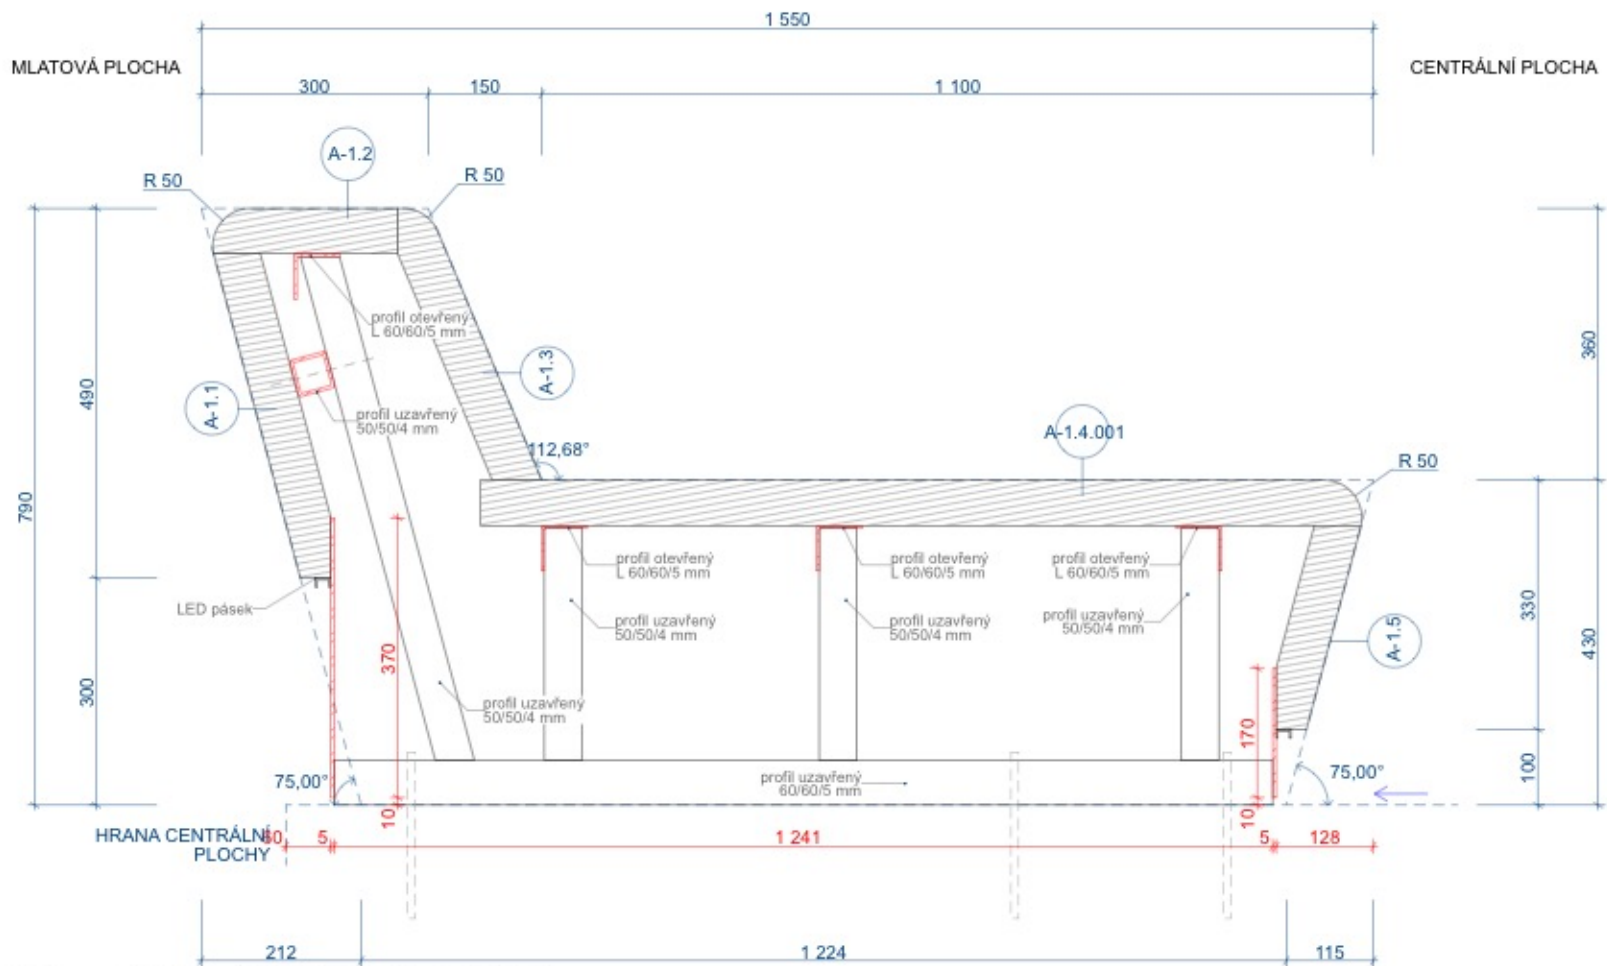 1 550
MLATOVÁ PLOCHA
CENTRÁLNÍ PLOCHA
300
150
1 100
A-1.2
R 50
R 50
profil otevřený
L 60/60/5 mm
360
A-1.3
490
A-1.1
profil uzavřený
50/50/4 mm
A-1.4.001
112,68°
R 50
790
profil otevřený
L 60/60/5 mm
profil otevřený
L 60/60/5 mm
profil otevřený
L 60/60/5 mm
LED pásek
profil uzavřený
50/50/4 mm
profil uzavřený
50/50/4 mm
profil uzavřený
50/50/4 mm
330
430
A-1.5
370
300
profil uzavřený
50/50/4 mm
170
75,00°
profil uzavřený
60/60/5 mm
75,00°
100
10
10
HRANA CENTRÁLNÍ
PLOCHY
60
5
1 241
5
128
212
1 224
115